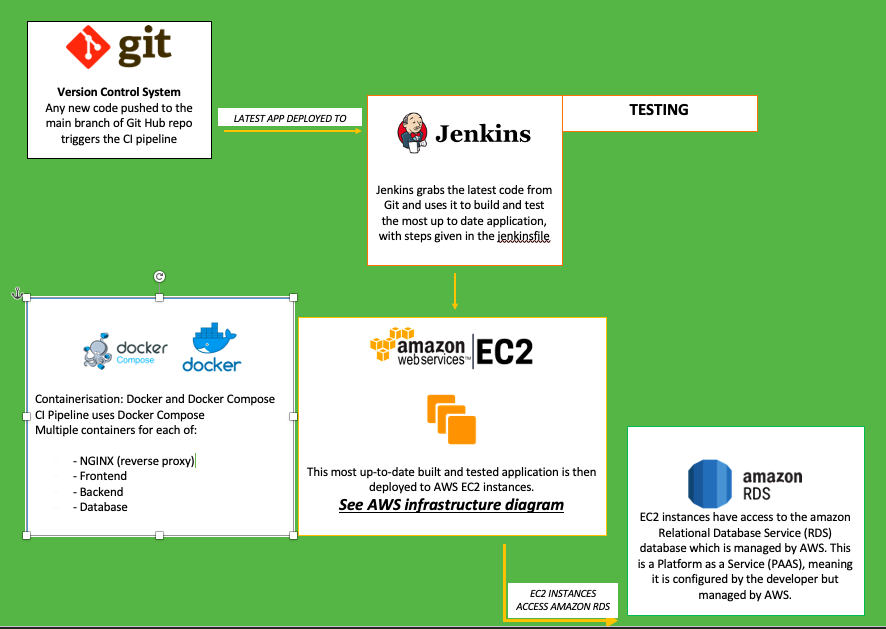 git
Version Control System
Any new code pushed to the
main branch of Git Hub repo
triggers the CI pipeline
LATEST APP DEPLOYED TO
Jenkins
Jenkins grabs the latest code from
Git and uses it to build and test
the most up to date application,
with steps given in the jenkinsfile
TESTING
docker
Compose
docker
Containerisation: Docker and Docker Compose
CI Pipeline uses Docker Compose
Multiple containers for each of:
- NGINX (reverse proxy)
- Frontend
- Backend
- Database
amazon
webservices™
EC2
This most up-to-date built and tested application is then
deployed to AWS EC2 instances.
See AWS infrastructure diagram
EC2 INSTANCES
ACCESS AMAZON RDS
amazon
RDS
EC2 instances have access to the amazon
Relational Database Service (RDS)
database which is managed by AWS. This
is a Platform as a Service (PAAS), meaning
it is configured by the developer but
managed by AWS.